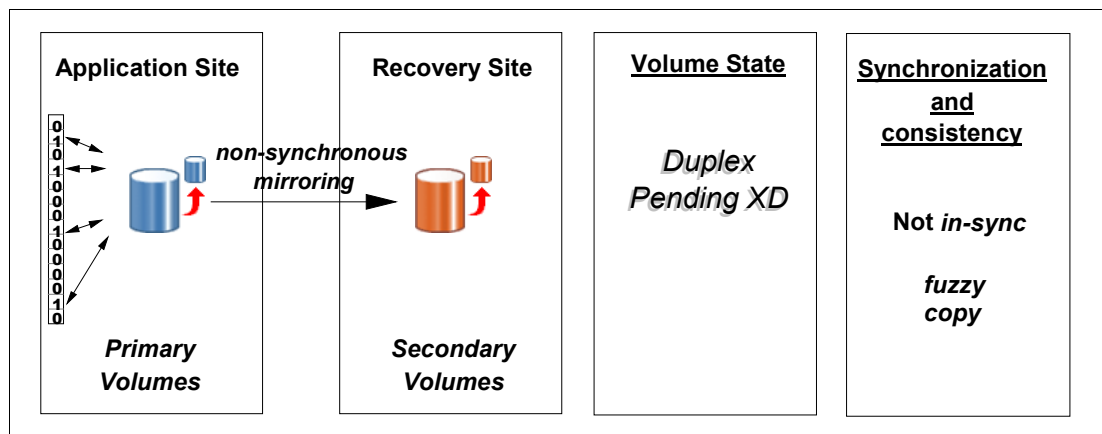 Application Site
0
1
0
1
0
0
0
1
0
0
0
0
1
0
Primary
Volumes
non-synchronous
mirroring
Recovery Site
Secondary
Volumes
Volume State
Duplex
Pending XD
Synchronization
and
consistency
Not in-sync
fuzzy
copy